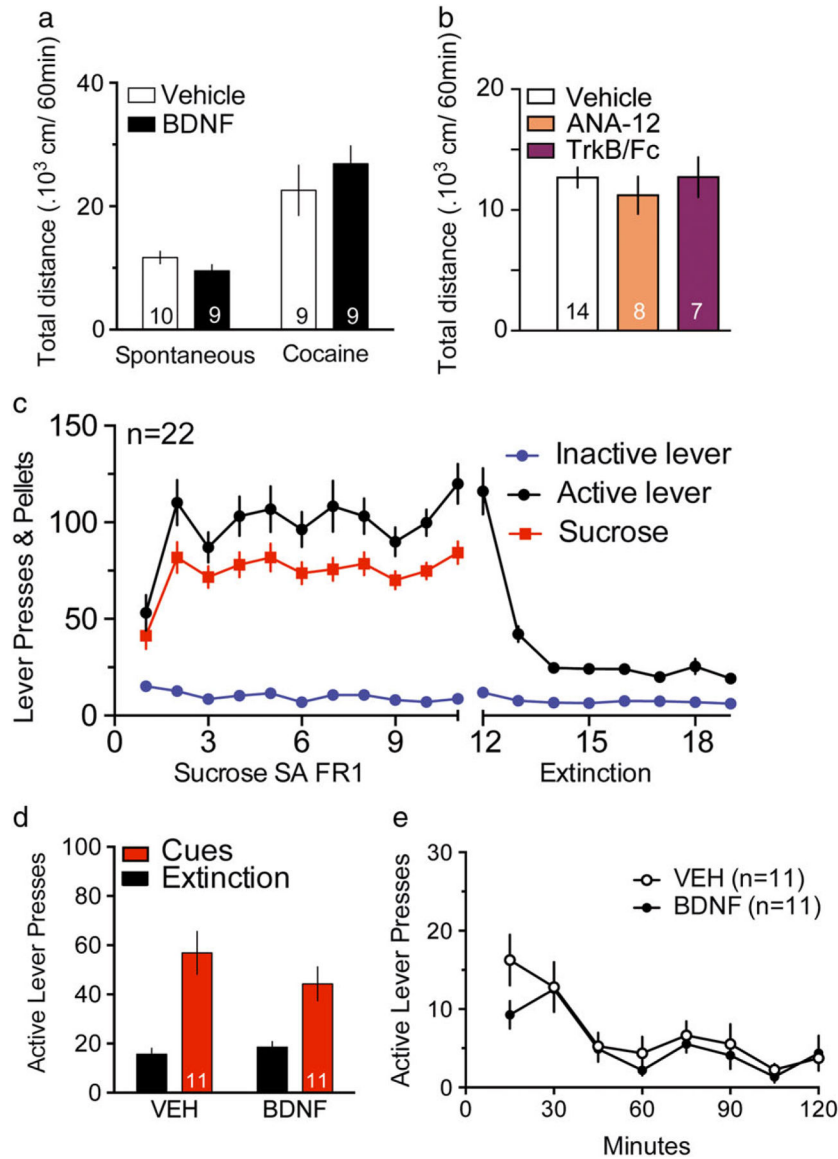 a
Total distance (.10³ cm/ 60min)
40
20
0
Vehicle
BDNF
10
9
9
9
Spontaneous
Cocaine
b
Total distance (.10³ cm/ 60min)
20
10
0
Vehicle
ANA-12
TrkB/Fc
14
8
7
c
Lever Presses & Pellets
150
100
50
0
n=22
Inactive lever
Active lever
Sucrose
0 3 6 9 12 15 18
Sucrose SA FR1
Extinction
d
Active Lever Presses
100
80
60
40
20
0
Cues
Extinction
11
11
VEH
BDNF
e
Active Lever Presses
30
20
10
0
VEH (n=11)
BDNF (n=11)
0 30 60 90 120
Minutes